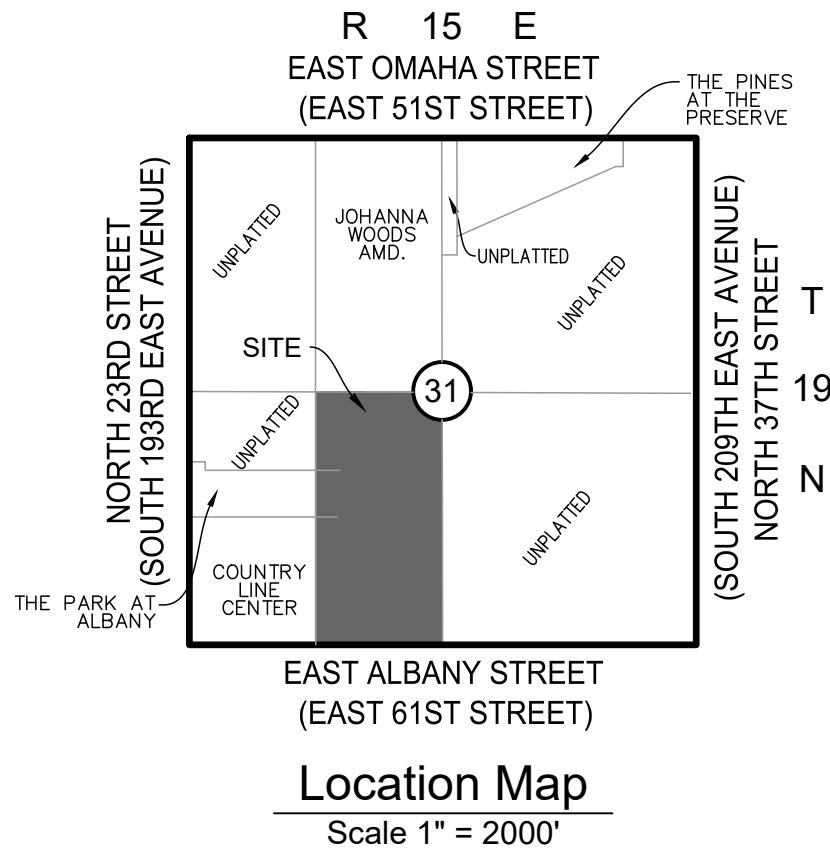 R 15 E
EAST OMAHA STREET
(EAST 51ST STREET)
THE PINES
AT THE
PRESERVE
NORTH 23RD STREET
(SOUTH 193RD EAST AVENUE)
UNPLATTED
JOHANNA
WOODS
AMD.
UNPLATTED
UNPLATTED
(SOUTH 209TH EAST AVENUE)
NORTH 37TH STREET
T
19
N
SITE
31
UNPLATTED
UNPLATTED
COUNTRY
LINE
CENTER
THE PARK AT
ALBANY
EAST ALBANY STREET
(EAST 61ST STREET)
Location Map
Scale 1" = 2000'